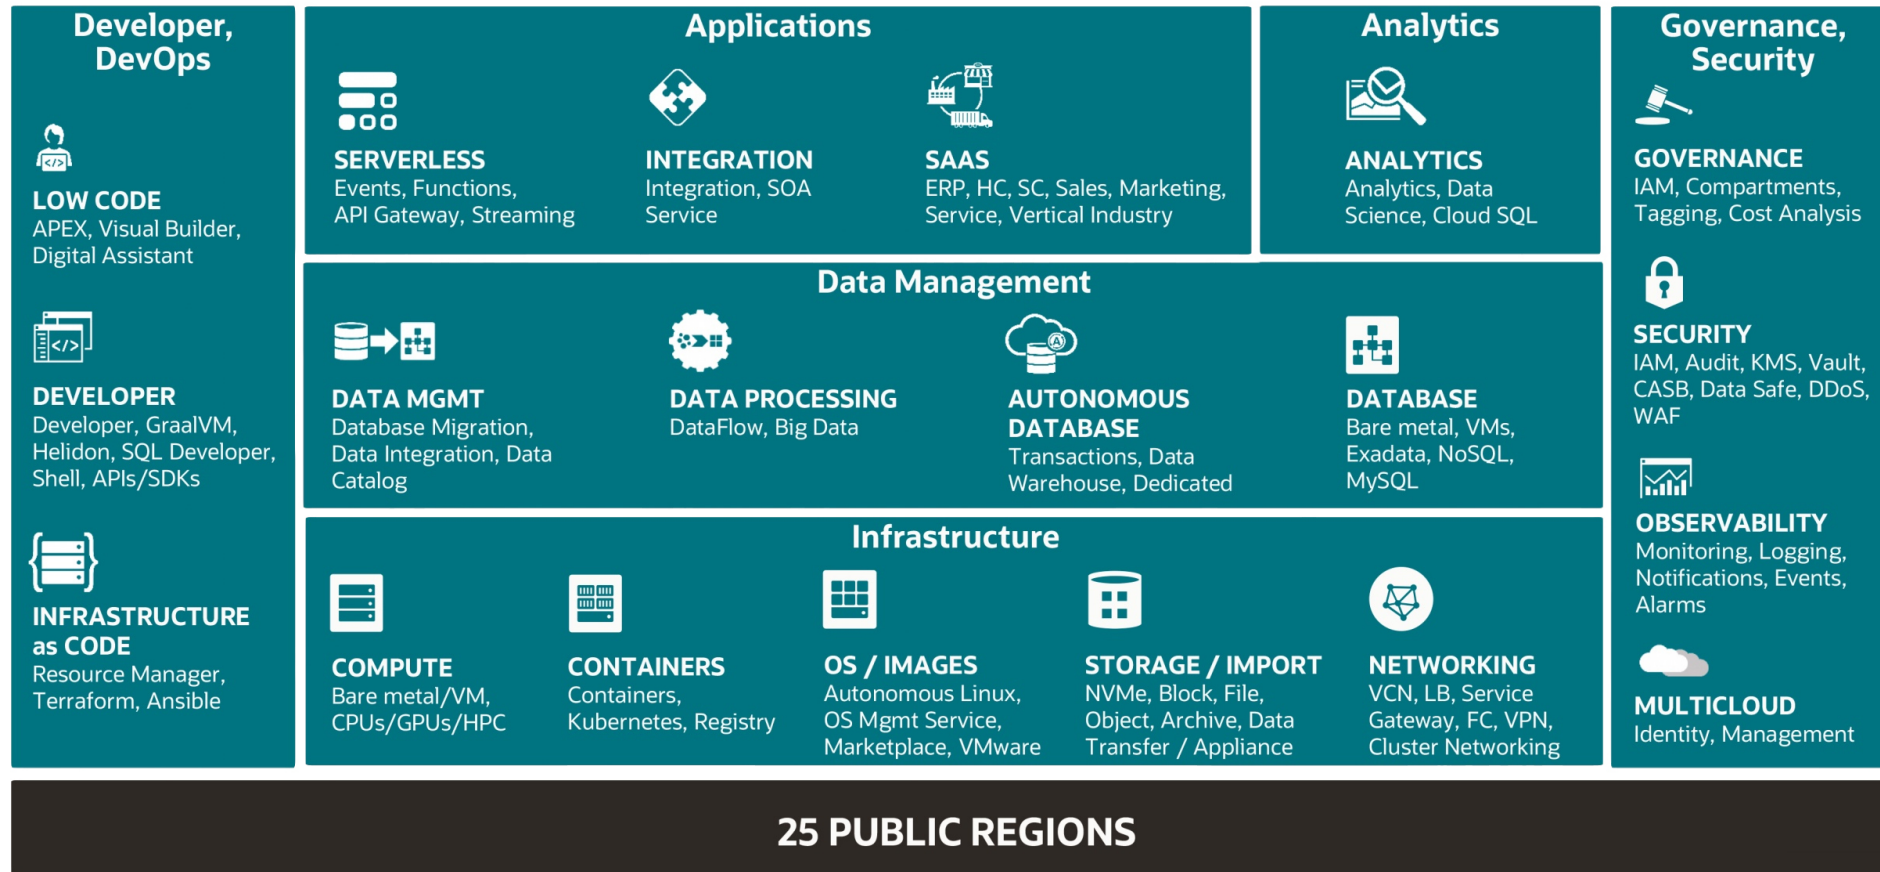 Developer,
DevOps
LOW CODE
APEX, Visual Builder,
Digital Assistant
DEVELOPER
Developer, GraalVM,
Helidon, SQL Developer,
Shell, APIs/SDKs
INFRASTRUCTURE
as CODE
Resource Manager,
Terraform, Ansible
Applications
SERVERLESS
Events, Functions,
API Gateway, Streaming
INTEGRATION
Integration, SOA
Service
SAAS
ERP, HC, SC, Sales, Marketing,
Service, Vertical Industry
Analytics
ANALYTICS
Analytics, Data
Science, Cloud SQL
Data Management
DATA MGMT
Database Migration,
Data Integration, Data
Catalog
DATA PROCESSING
DataFlow, Big Data
AUTONOMOUS
DATABASE
Transactions, Data
Warehouse, Dedicated
DATABASE
Bare metal, VMs,
Exadata, NoSQL,
MySQL
Infrastructure
COMPUTE
Bare metal/VM,
CPUs/GPUs/HPC
CONTAINERS
Containers,
Kubernetes, Registry
OS / IMAGES
Autonomous Linux,
OS Mgmt Service,
Marketplace, VMware
STORAGE / IMPORT
NVMe, Block, File,
Object, Archive, Data
Transfer / Appliance
NETWORKING
VCN, LB, Service
Gateway, FC, VPN,
Cluster Networking
Governance,
Security
GOVERNANCE
IAM, Compartments,
Tagging, Cost Analysis
SECURITY
IAM, Audit, KMS, Vault,
CASB, Data Safe, DDoS,
WAF
OBSERVABILITY
Monitoring, Logging,
Notifications, Events,
Alarms
MULTICLOUD
Identity, Management
25 PUBLIC REGIONS